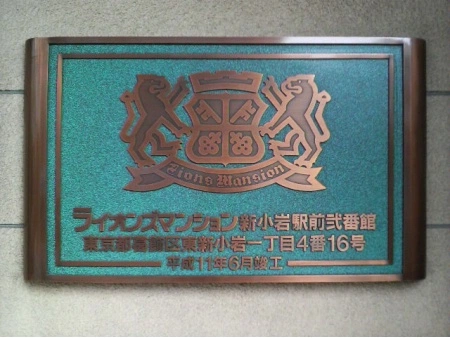 Lions Mansion
ライオンズマンション新小岩駅前弐番館
東京都葛飾区東新小岩一丁目4番16号
平成11年6月竣工